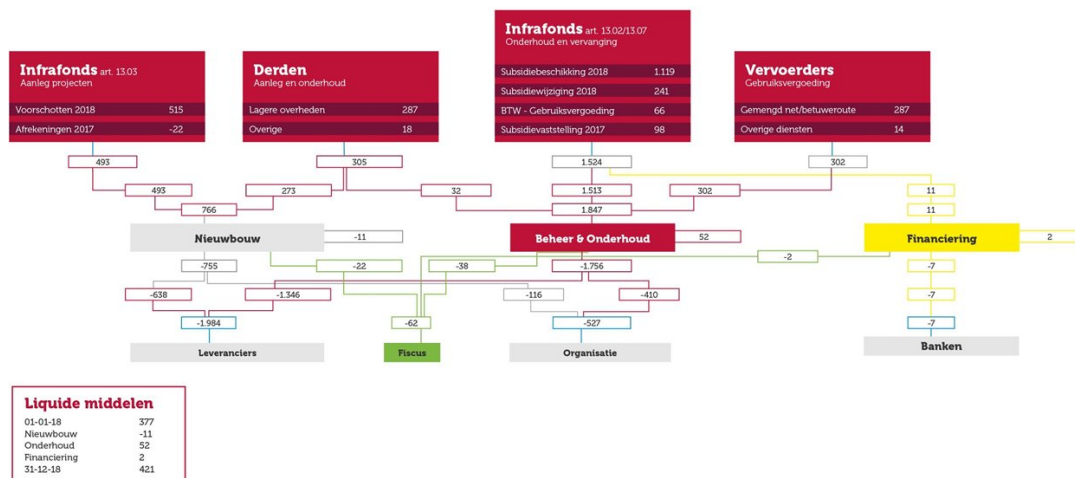 Infrafonds art. 13.03
Aanleg projecten
Voorschotten 2018 515
Afrekeningen 2017 -22
Derden
Aanleg en onderhoud
Lagere overheden 287
Overige 18
Infrafonds art. 13.02/13.07
Onderhoud en vervanging
Subsidiebeschikking 2018 1.119
Subsidiewijziging 2018 241
BTW - Gebruiksvergoeding 66
Subsidievaststelling 2017 98
Vervoerders
Gebruiksvergoeding
Gemengd net/betuweroute 287
Overige diensten 14
493 305 1.524 302
493 273 32 1.513 302 11
766 1.847 11
Nieuwbouw -11 Beheer & Onderhoud 52 Financiering 2
-755 -22 -38 -1.756 -2 -7
-638 -1.346 -116 -410 -7
-1.984 -62 -527 -7
Leveranciers Fiscus Organisatie Banken
Liquide middelen
01-01-18 377
Nieuwbouw -11
Onderhoud 52
Financiering 2
31-12-18 421